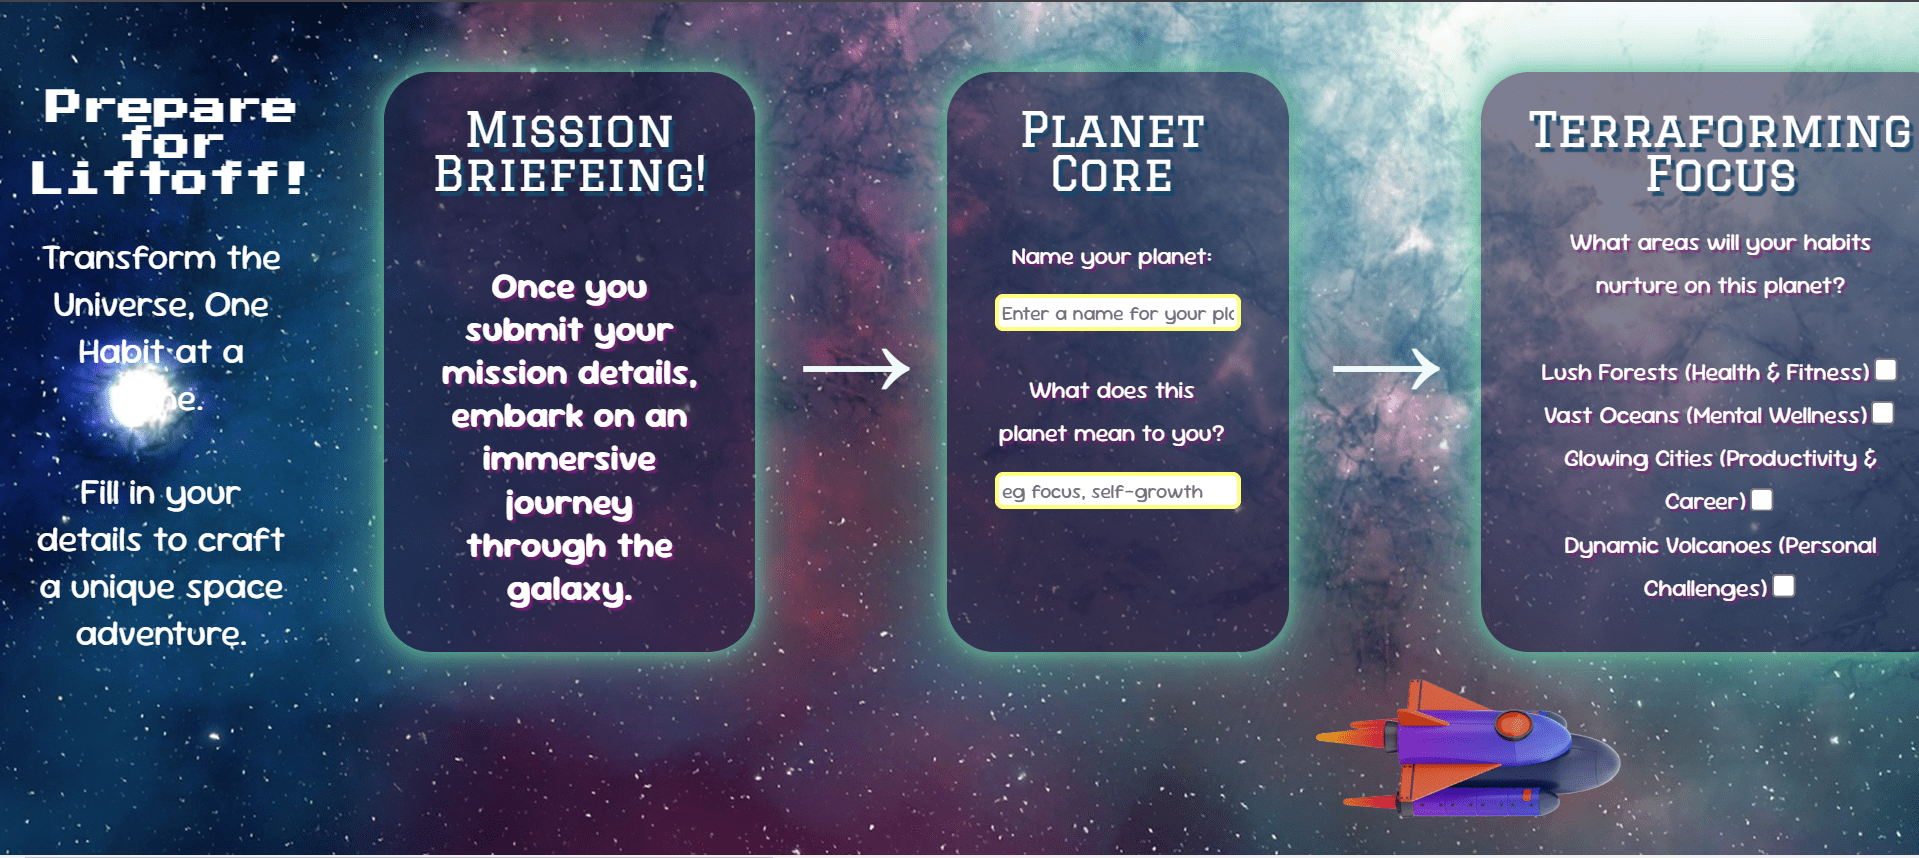 Prepare
for
Liftoff!
Transform the
Universe, One
Habit at a
Fill in your
details to craft
a unique space
adventure.
Mission
Briefeing!
Once you
submit your
mission details,
embark on an
immersive
journey
through the
galaxy.
Planet
Core
Name your planet:
Enter a name for your
What does this
planet mean to you?
eg focus, self-growth
Terraforming
Focus
What areas will your habits
nurture on this planet?
Lush Forests (Health & Fitness)
Vast Oceans (Mental Wellness)
Glowing Cities (Productivity &
Career)
Dynamic Volcanoes (Personal
Challenges)